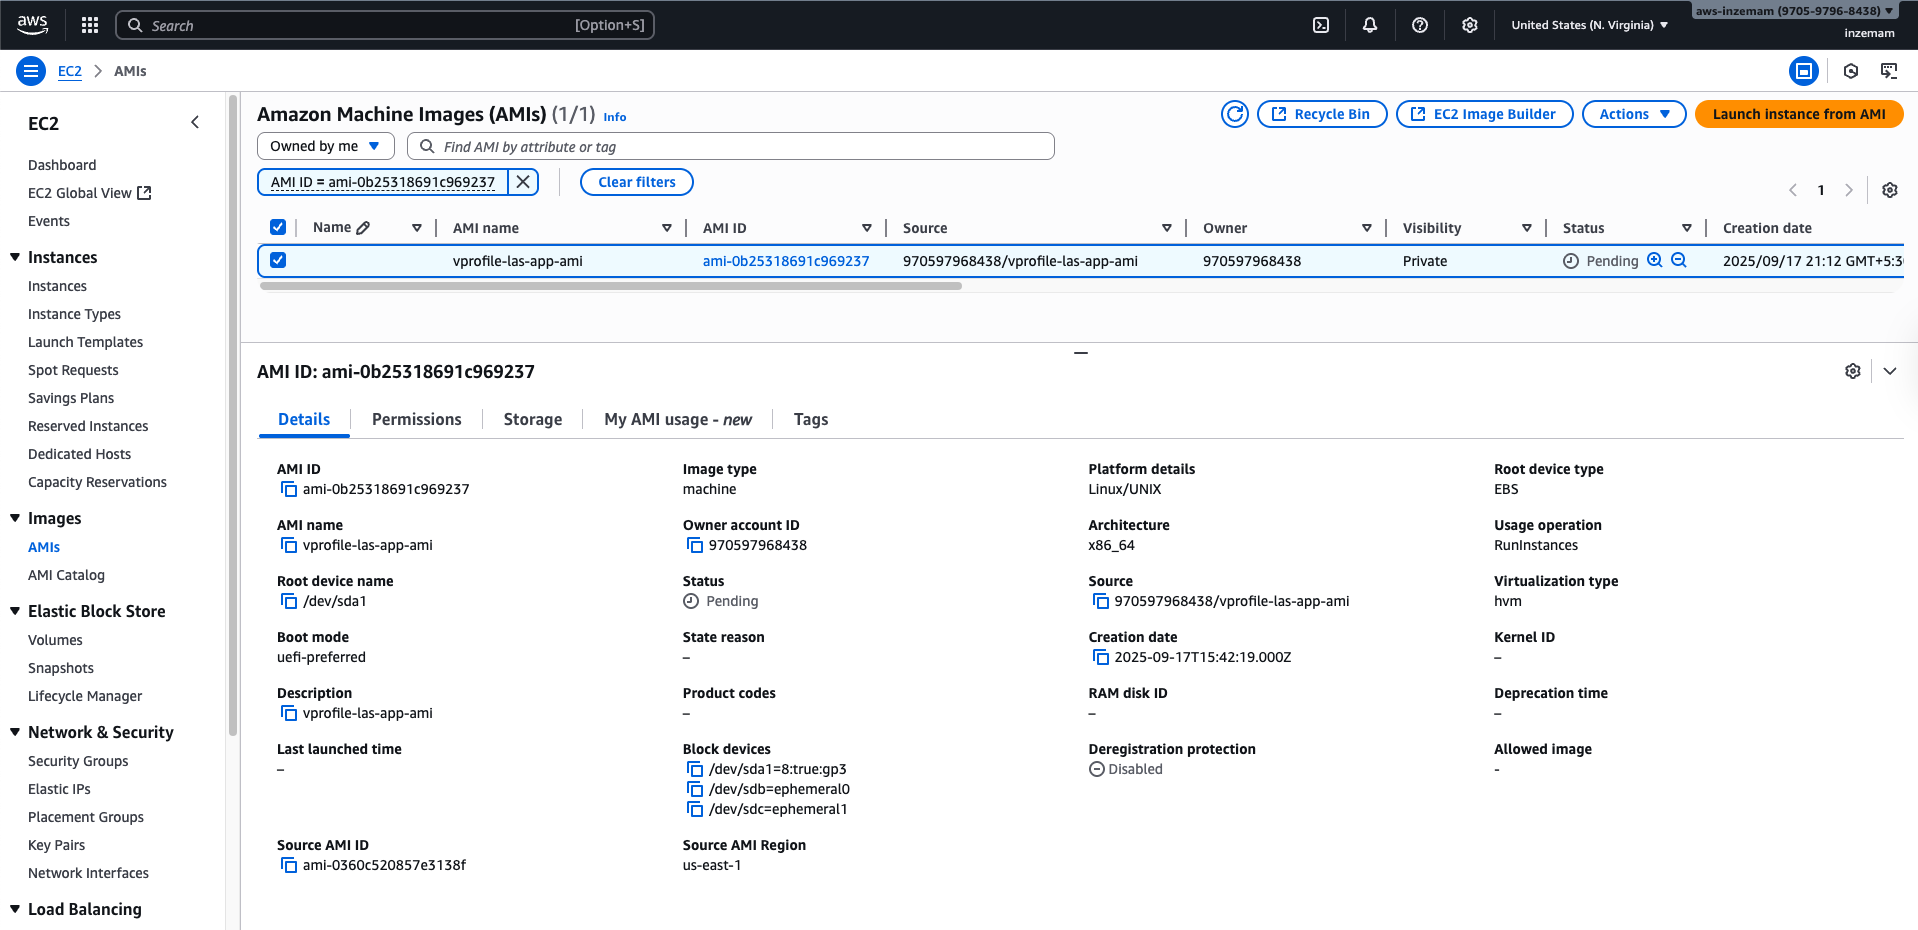 aws
Search
[Option+S]
United States (N. Virginia)
aws-inzemam (9705-9796-8438)
inzemam
EC2
AMIs
EC2
Dashboard
EC2 Global View
Events
Instances
Instances
Instance Types
Launch Templates
Spot Requests
Savings Plans
Reserved Instances
Dedicated Hosts
Capacity Reservations
Images
AMIs
AMI Catalog
Elastic Block Store
Volumes
Snapshots
Lifecycle Manager
Network & Security
Security Groups
Elastic IPs
Placement Groups
Key Pairs
Network Interfaces
Load Balancing
Amazon Machine Images (AMIs) (1/1) Info
Recycle Bin
EC2 Image Builder
Actions
Launch instance from AMI
Owned by me
Find AMI by attribute or tag
AMI ID = ami-0b25318691c969237
Clear filters
1
Name AMI name AMI ID Source Owner Visibility Status Creation date
vprofile-las-app-ami ami-0b25318691c969237 970597968438/vprofile-las-app-ami 970597968438 Private Pending 2025/09/17 21:12 GMT+5:3
AMI ID: ami-0b25318691c969237
Details Permissions Storage My AMI usage - new Tags
AMI ID
ami-0b25318691c969237
Image type
machine
Platform details
Linux/UNIX
Root device type
EBS
AMI name
vprofile-las-app-ami
Owner account ID
970597968438
Architecture
x86_64
Usage operation
RunInstances
Root device name
/dev/sda1
Status
Pending
Source
970597968438/vprofile-las-app-ami
Virtualization type
hvm
Boot mode
uefi-preferred
State reason
–
Creation date
2025-09-17T15:42:19.000Z
Kernel ID
–
Description
vprofile-las-app-ami
Product codes
–
RAM disk ID
–
Deprecation time
–
Last launched time
–
Block devices
/dev/sda1=8:true:gp3
/dev/sdb=ephemeral0
/dev/sdc=ephemeral1
Deregistration protection
Disabled
Allowed image
-
Source AMI ID
ami-0360c520857e3138f
Source AMI Region
us-east-1